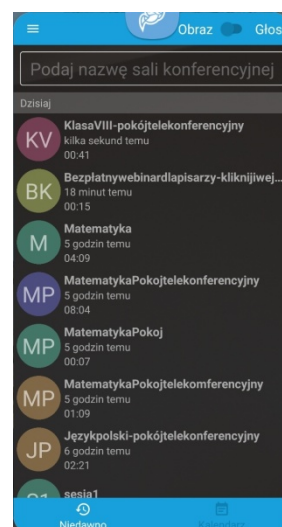 Obraz Głos
Podaj nazwę sali konferencyjnej
Dzisiaj
KV
KlasaVIII-pokójtelekonferencyjny
kilka sekund temu
00:41
BK
Bezpłatnywebinardlapisarzy-kliknijiwej...
18 minut temu
00:15
M
Matematyka
5 godzin temu
04:09
MP
MatematykaPokojtelekonferencyjny
5 godzin temu
08:04
MP
MatematykaPokoj
5 godzin temu
00:07
MP
MatematykaPokojtelekomferencyjny
5 godzin temu
01:09
JP
Językpolski-pokójtelekonferencyjny
6 godzin temu
02:21
sesja1
Niedawno Kalendarz